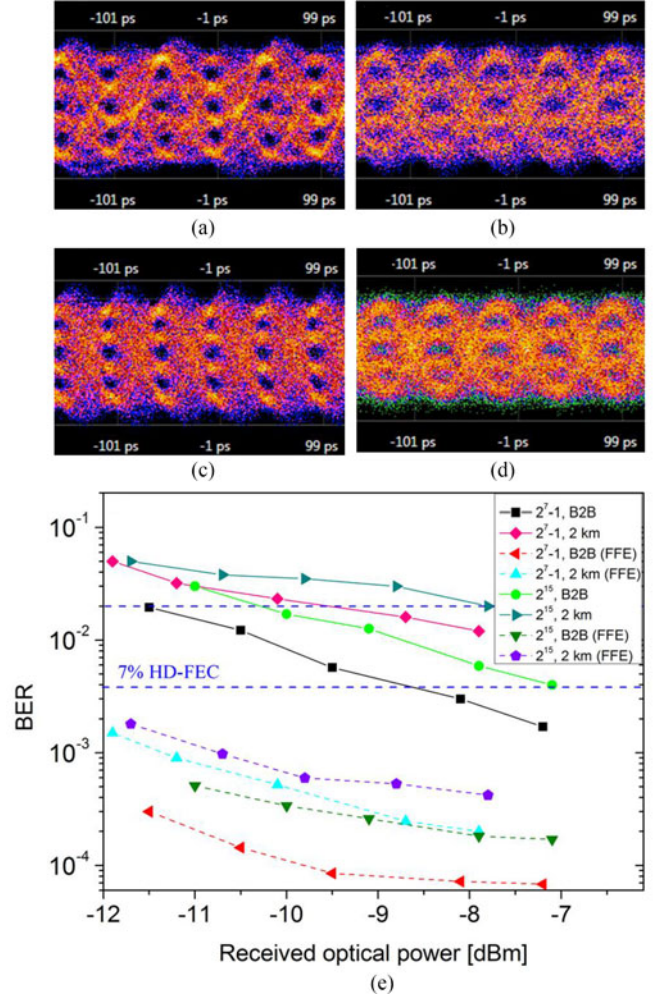 -101 ps -1 ps 99 ps
-101 ps -1 ps 99 ps
-101 ps -1 ps 99 ps
-101 ps -1 ps 99 ps
(a) (b)
-101 ps -1 ps 99 ps
-101 ps -1 ps 99 ps
-101 ps -1 ps 99 ps
-101 ps -1 ps 99 ps
(c) (d)
2⁷-1, B2B
2⁷-1, 2 km
2⁷-1, B2B (FFE)
2⁷-1, 2 km (FFE)
2¹⁵, B2B
2¹⁵, 2 km
2¹⁵, B2B (FFE)
2¹⁵, 2 km (FFE)
10⁻¹
10⁻²
10⁻³
10⁻⁴
BER
7% HD-FEC
-12 -11 -10 -9 -8 -7
Received optical power [dBm]
(e)